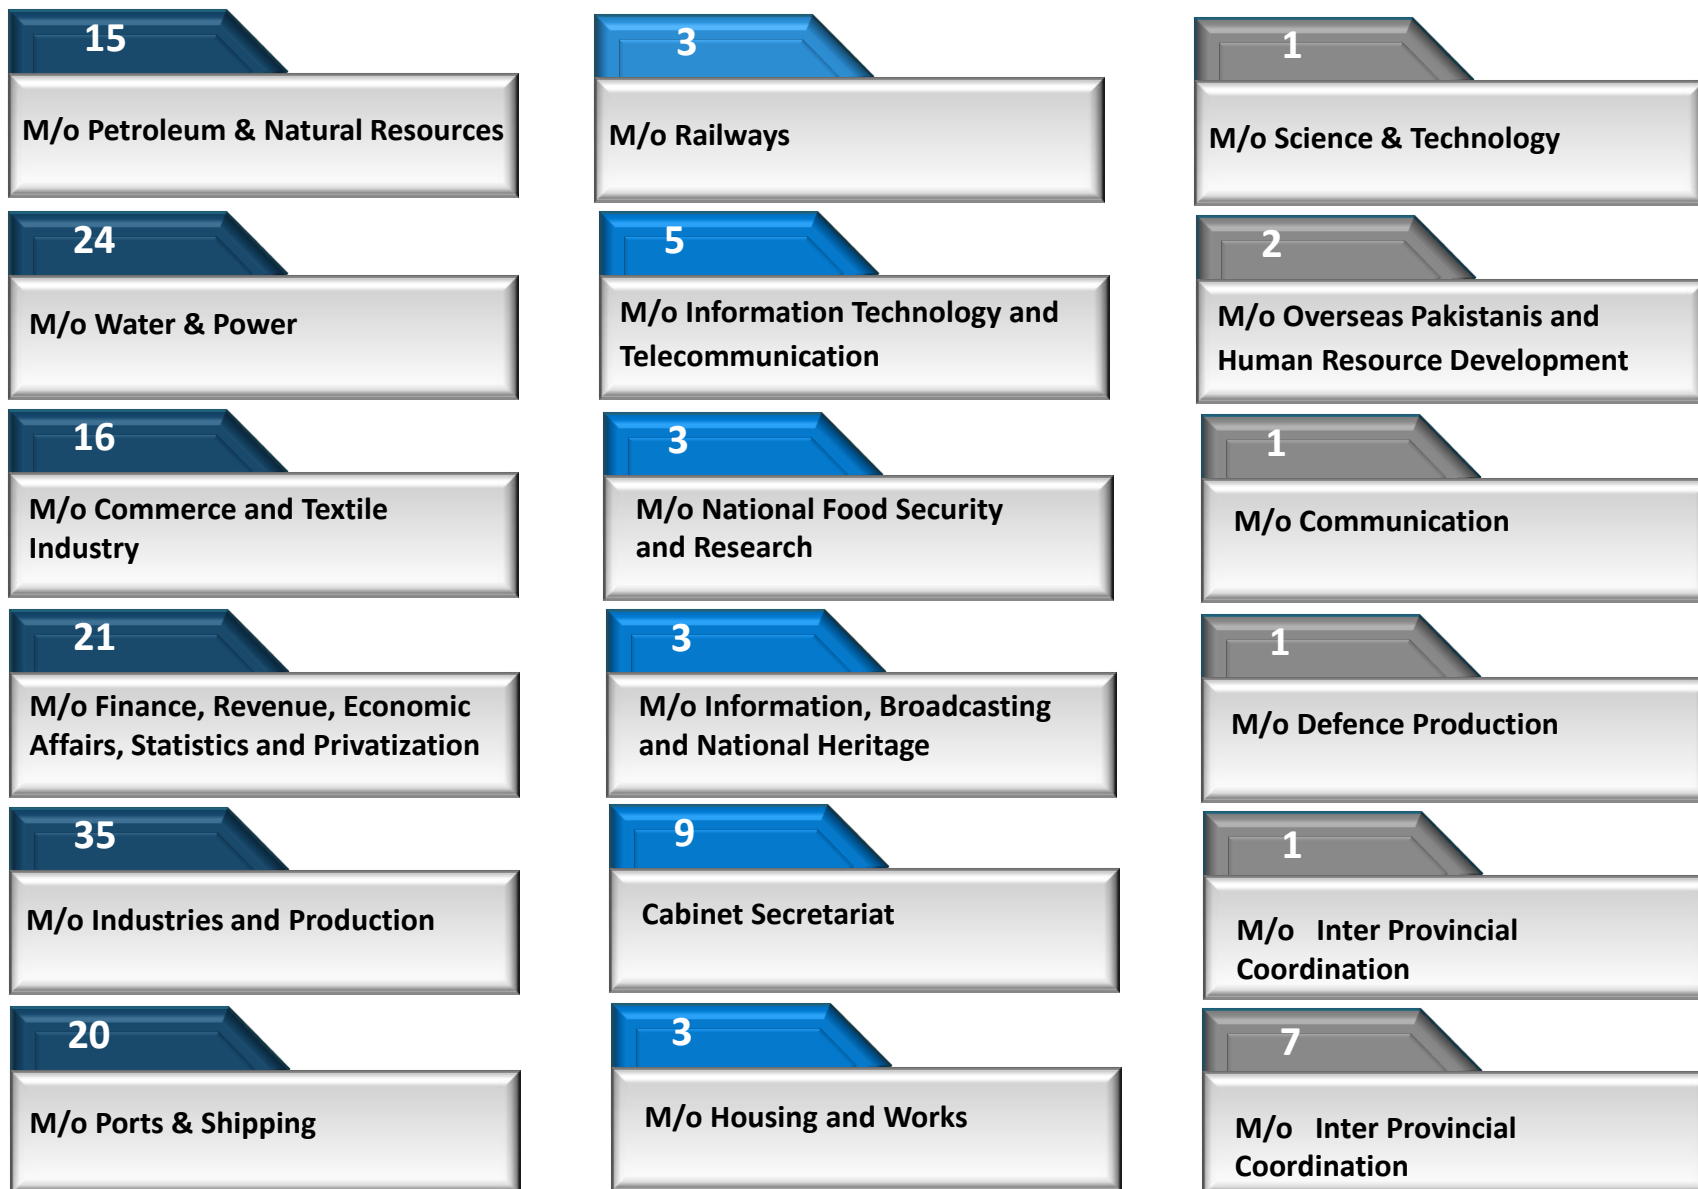 15
M/o Petroleum & Natural Resources
24
M/o Water & Power
16
M/o Commerce and Textile
Industry
21
M/o Finance, Revenue, Economic
Affairs, Statistics and Privatization
35
M/o Industries and Production
20
M/o Ports & Shipping
3
M/o Railways
5
M/o Information Technology and
Telecommunication
3
M/o National Food Security
and Research
3
M/o Information, Broadcasting
and National Heritage
9
Cabinet Secretariat
3
M/o Housing and Works
1
M/o Science & Technology
2
M/o Overseas Pakistanis and
Human Resource Development
1
M/o Communication
1
M/o Defence Production
1
M/o Inter Provincial
Coordination
7
M/o Inter Provincial
Coordination